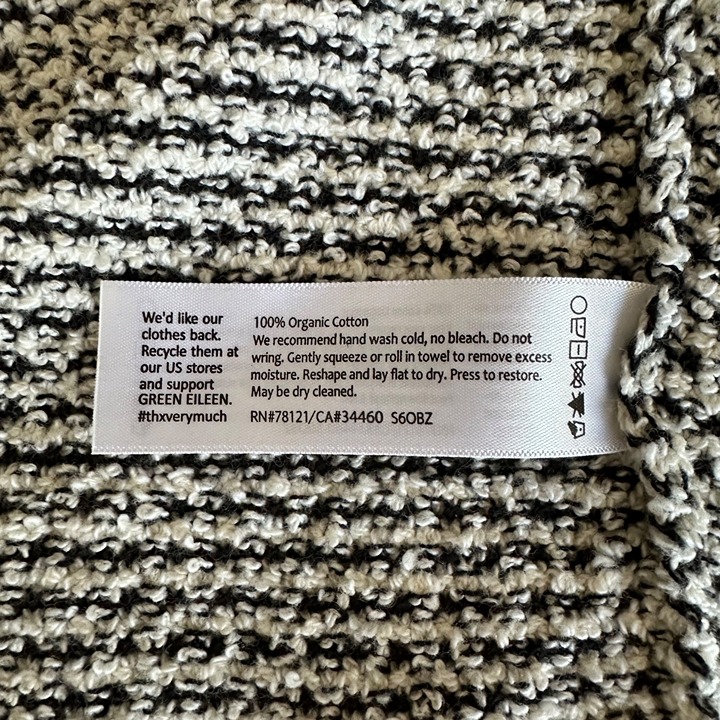 We'd like our
clothes back.
Recycle them at
our US stores
and support
GREEN EILEEN.
#thxverymuch
100% Organic Cotton
We recommend hand wash cold, no bleach. Do not
wring. Gently squeeze or roll in towel to remove excess
moisture. Reshape and lay flat to dry. Press to restore.
May be dry cleaned.
RN#78121/CA#34460 S6OBZ